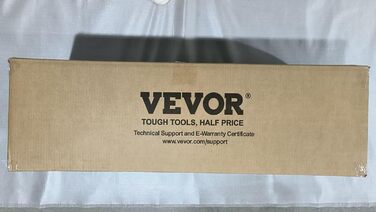 VEVOR®
TOUGH TOOLS, HALF PRICE
Technical Support and E-Warranty Certificate
www.vevor.com/support